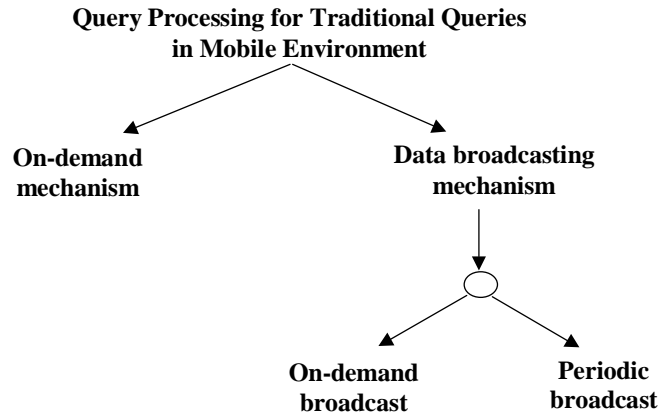 Query Processing for Traditional Queries
in Mobile Environment
On-demand
mechanism
Data broadcasting
mechanism
On-demand
broadcast
Periodic
broadcast